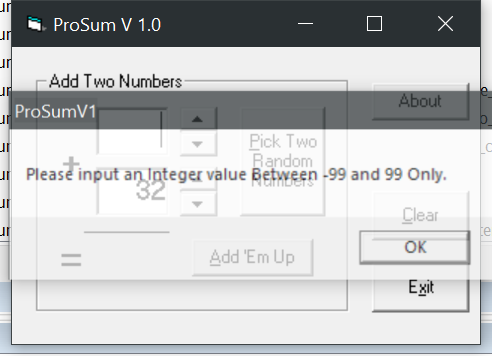 ProSum V 1.0
Add Two Numbers
About
ProSumV1
+
Pick Two
Random
Numbers
Please input an Integer value Between -99 and 99 Only.
32
Clear
=
Add 'Em Up
OK
Exit